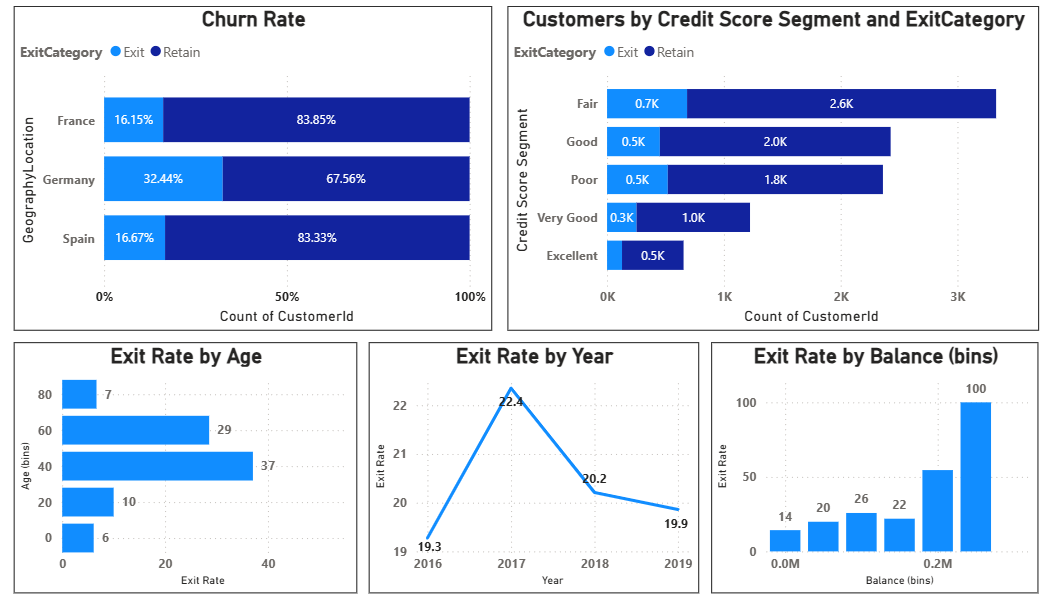 Churn Rate
ExitCategory Exit Retain
GeographyLocation
France 16.15% 83.85%
Germany 32.44% 67.56%
Spain 16.67% 83.33%
0% 50% 100%
Count of CustomerId
Customers by Credit Score Segment and ExitCategory
ExitCategory Exit Retain
Credit Score Segment
Fair 0.7K 2.6K
Good 0.5K 2.0K
Poor 0.5K 1.8K
Very Good 0.3K 1.0K
Excellent 0.5K
0K 1K 2K 3K
Count of CustomerId
Exit Rate by Age
Age (bins)
80 7
60 29
40 37
20 10
0 6
0 20 40
Exit Rate
Exit Rate by Year
Exit Rate
22 22.4
21
20 20.2
19.9
19 19.3
2016 2017 2018 2019
Year
Exit Rate by Balance (bins)
Exit Rate
100 100
50
14 20 26 22
0
0.0M 0.2M
Balance (bins)